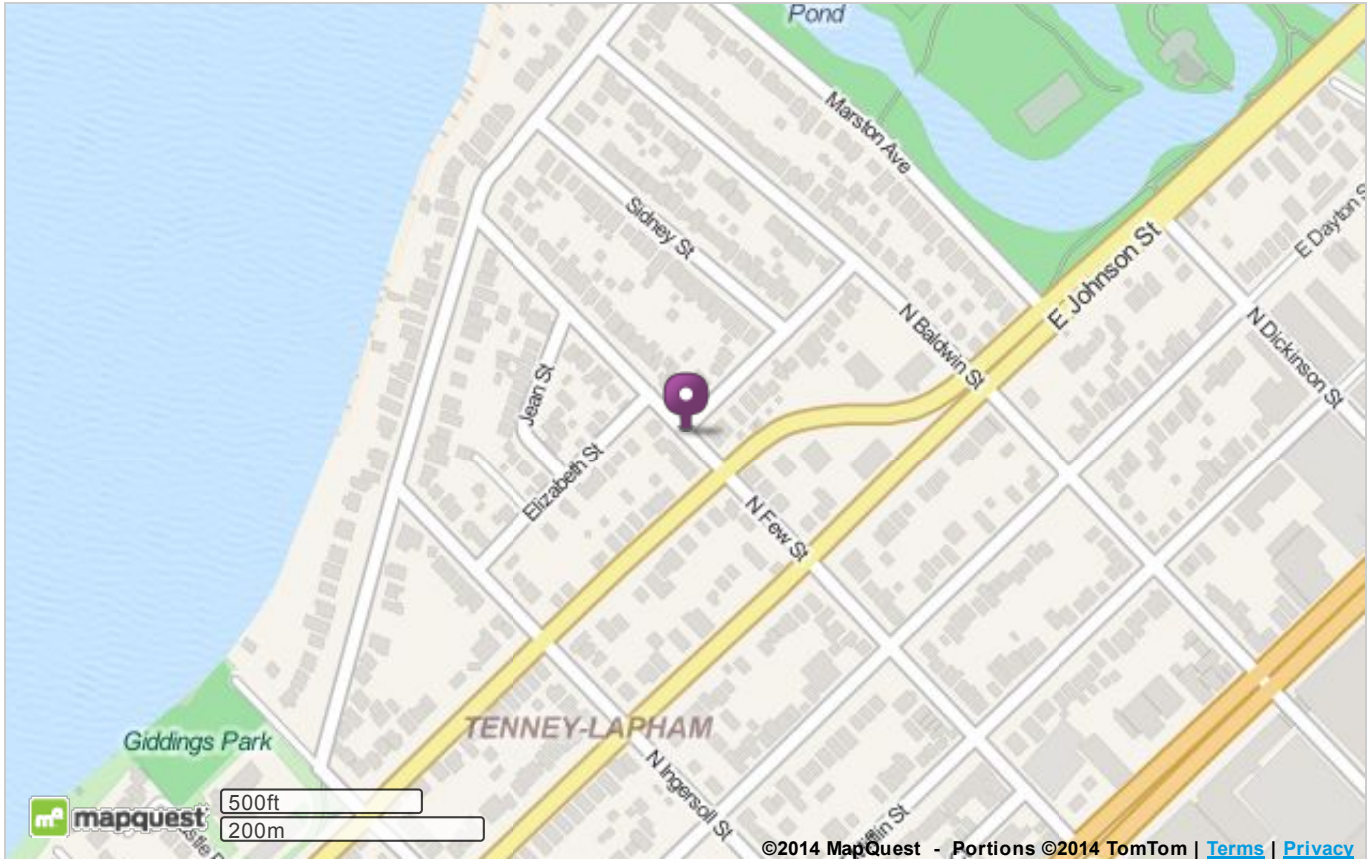 Pond
Marston Ave
Sidney St
E Johnson St
E Dayton S
N Baldwin St
N Dickinson St
Jean St
Elizabeth St
N Few St
TENNEY-LAPHAM
Giddings Park
N Ingersoll St
500ft
200m
mapquest
©2014 MapQuest - Portions ©2014 TomTom | Terms | Privacy